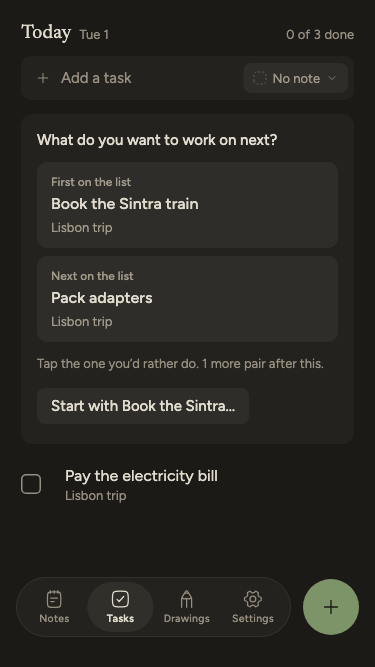 Today Tue 1 0 of 3 done
Add a task No note
What do you want to work on next?
First on the list
Book the Sintra train
Lisbon trip
Next on the list
Pack adapters
Lisbon trip
Tap the one you’d rather do. 1 more pair after this.
Start with Book the Sintra...
Pay the electricity bill
Lisbon trip
Notes Tasks Drawings Settings